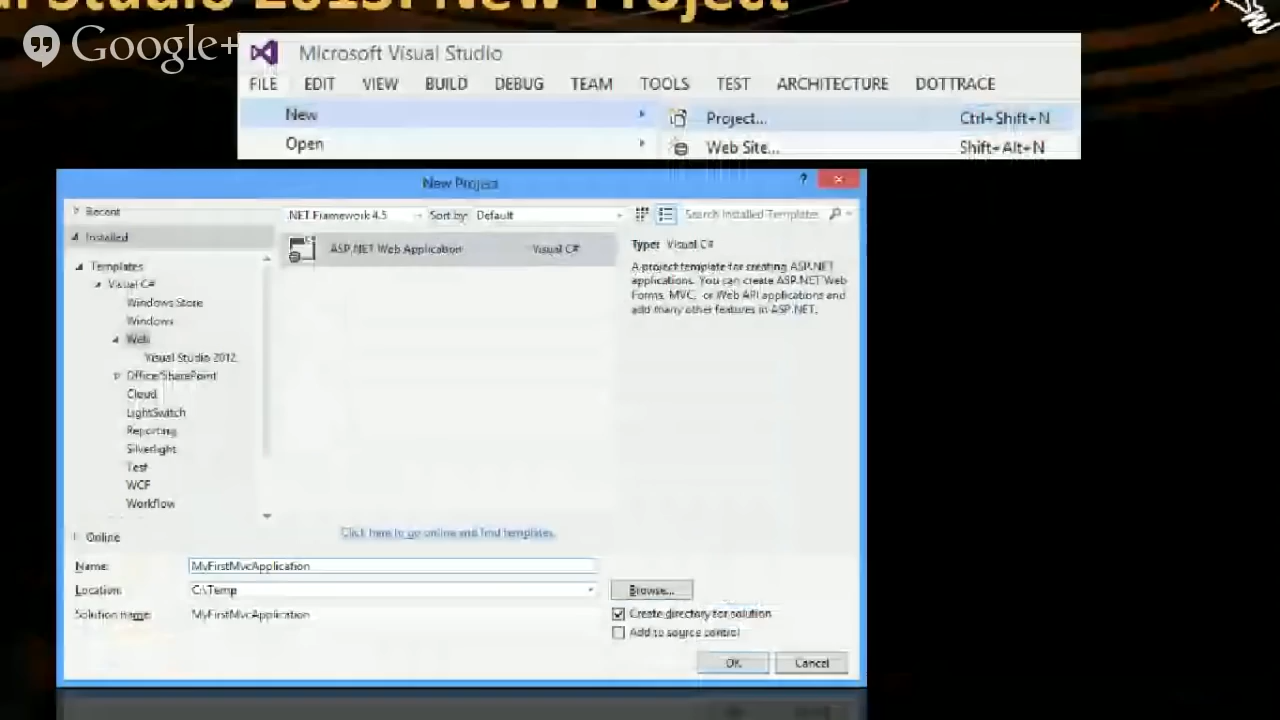 al Studio 2013: New Project
Google+
Microsoft Visual Studio
FILE EDIT VIEW BUILD DEBUG TEAM TOOLS TEST ARCHITECTURE DOTTRACE
New Project... Ctrl+Shift+N
Open Web Site... Shift+Alt+N
New Project ?
Recent .NET Framework 4.5 Sort by: Default Search Installed Templates
Installed
ASP.NET Web Application Visual C#
Type: Visual C#
A project template for creating ASP.NET
applications. You can create ASP.NET Web
Forms, MVC, or Web API applications and
add many other features in ASP.NET.
Templates
Visual C#
Windows Store
Windows
Web
Visual Studio 2012
Office/SharePoint
Cloud
LightSwitch
Reporting
Silverlight
Test
WCF
Workflow
Online
Click here to go online and find templates.
Name: MyFirstMvcApplication
Location: C:\Temp Browse...
Solution name: MyFirstMvcApplication Create directory for solution
Add to source control
OK Cancel